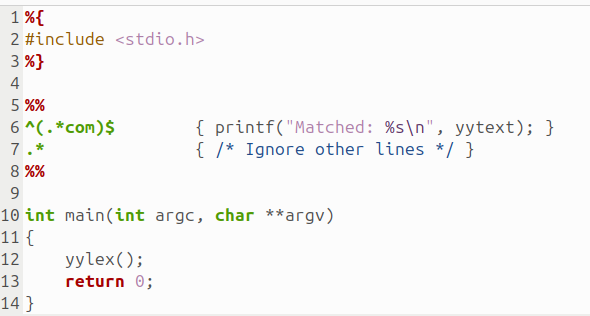 1 %{
2 #include <stdio.h>
3 %}
4
5 %%
6 ^(.*com)$        { printf("Matched: %s\n", yytext); }
7 .*               { /* Ignore other lines */ }
8 %%
9
10 int main(int argc, char **argv)
11 {
12     yylex();
13     return 0;
14 }